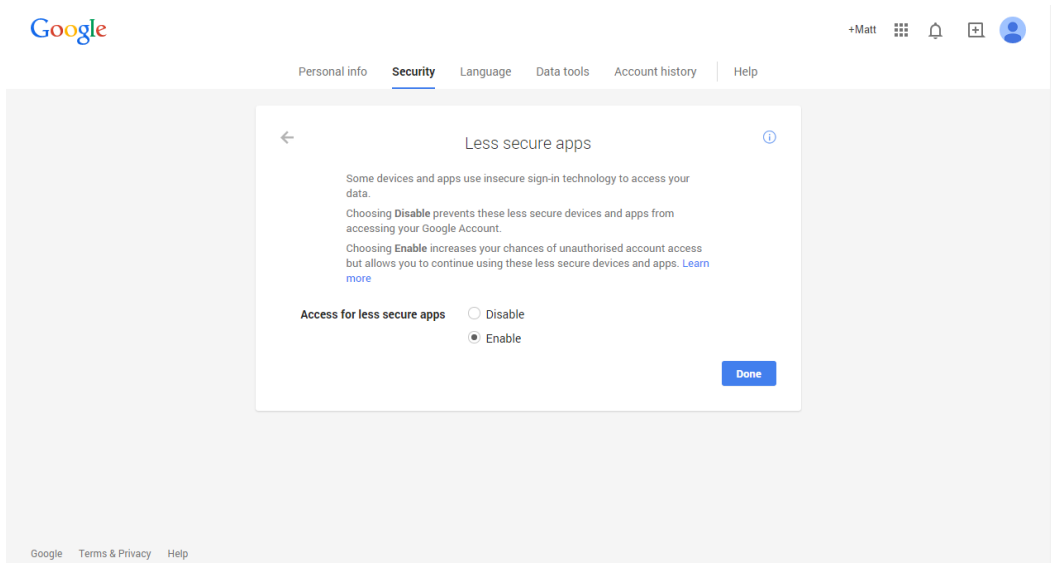 Google
+Matt
Personal info Security Language Data tools Account history Help
Less secure apps
Some devices and apps use insecure sign-in technology to access your
data.
Choosing Disable prevents these less secure devices and apps from
accessing your Google Account.
Choosing Enable increases your chances of unauthorised account access
but allows you to continue using these less secure devices and apps. Learn
more
Access for less secure apps Disable
Enable
Done
Google Terms & Privacy Help